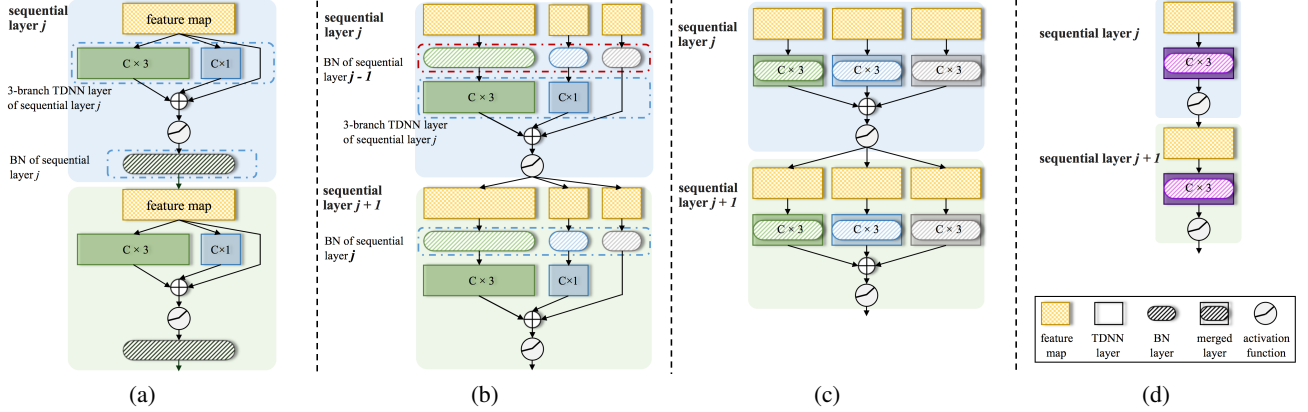 sequential
layer j
feature map
C × 3
C×1
3-branch TDNN layer
of sequential layer j
BN of sequential
layer j
feature map
C × 3
C×1
(a)
sequential
layer j
BN of sequential
layer j - 1
C × 3
C×1
3-branch TDNN layer
of sequential layer j
sequential
layer j + 1
BN of sequential
layer j
C × 3
C×1
(b)
sequential
layer j
C × 3
C × 3
C × 3
sequential
layer j+1
C × 3
C × 3
C × 3
(c)
sequential layer j
C × 3
sequential layer j + 1
C × 3
feature
map
TDNN
layer
BN
layer
merged
layer
activation
function
(d)